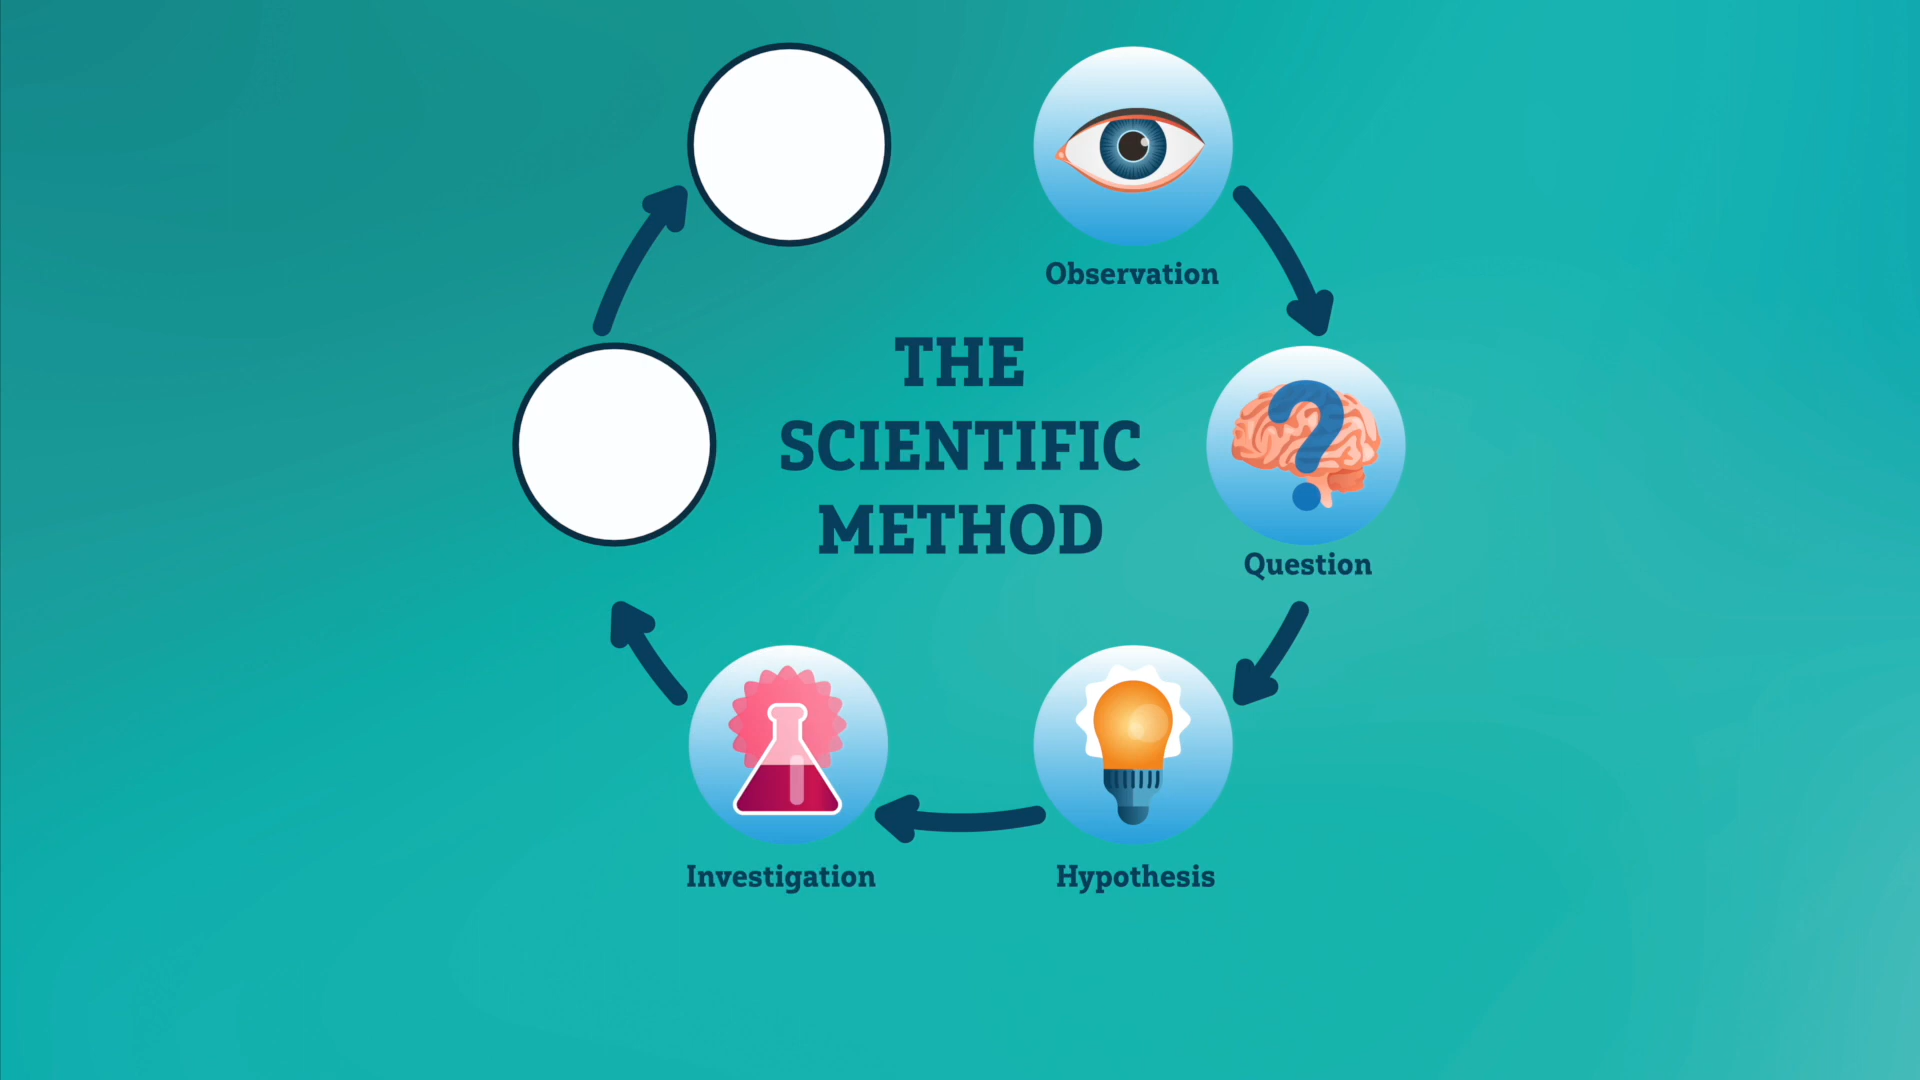 Observation
THE
SCIENTIFIC
METHOD
?
Question
Investigation
Hypothesis